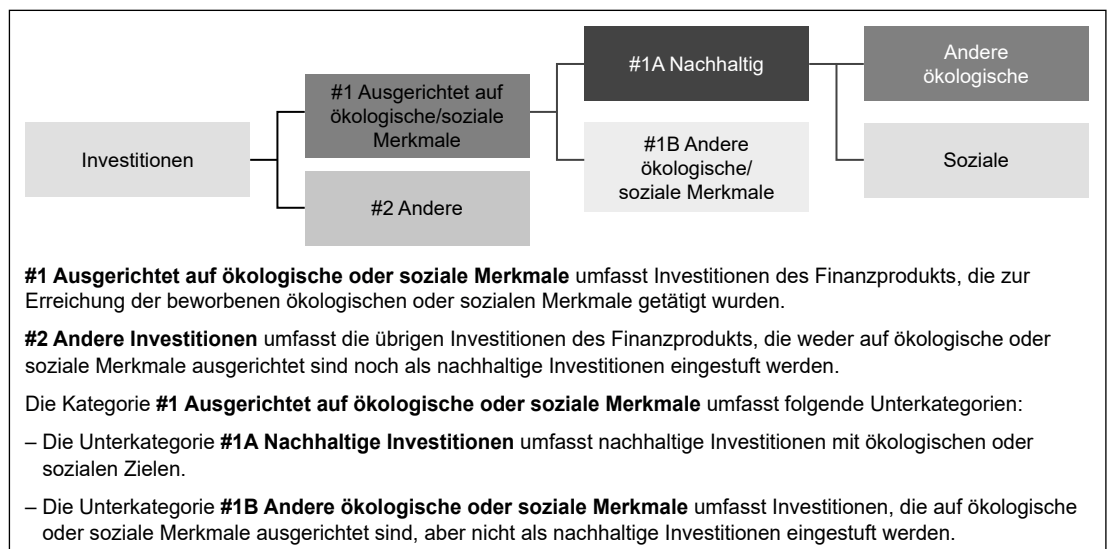 Investitionen
#1 Ausgerichtet auf
ökologische/soziale
Merkmale
#2 Andere
#1A Nachhaltig
#1B Andere
ökologische/
soziale Merkmale
Andere
ökologische
Soziale
#1 Ausgerichtet auf ökologische oder soziale Merkmale umfasst Investitionen des Finanzprodukts, die zur
Erreichung der beworbenen ökologischen oder sozialen Merkmale getätigt wurden.
#2 Andere Investitionen umfasst die übrigen Investitionen des Finanzprodukts, die weder auf ökologische oder
soziale Merkmale ausgerichtet sind noch als nachhaltige Investitionen eingestuft werden.
Die Kategorie #1 Ausgerichtet auf ökologische oder soziale Merkmale umfasst folgende Unterkategorien:
– Die Unterkategorie #1A Nachhaltige Investitionen umfasst nachhaltige Investitionen mit ökologischen oder
sozialen Zielen.
– Die Unterkategorie #1B Andere ökologische oder soziale Merkmale umfasst Investitionen, die auf ökologische
oder soziale Merkmale ausgerichtet sind, aber nicht als nachhaltige Investitionen eingestuft werden.